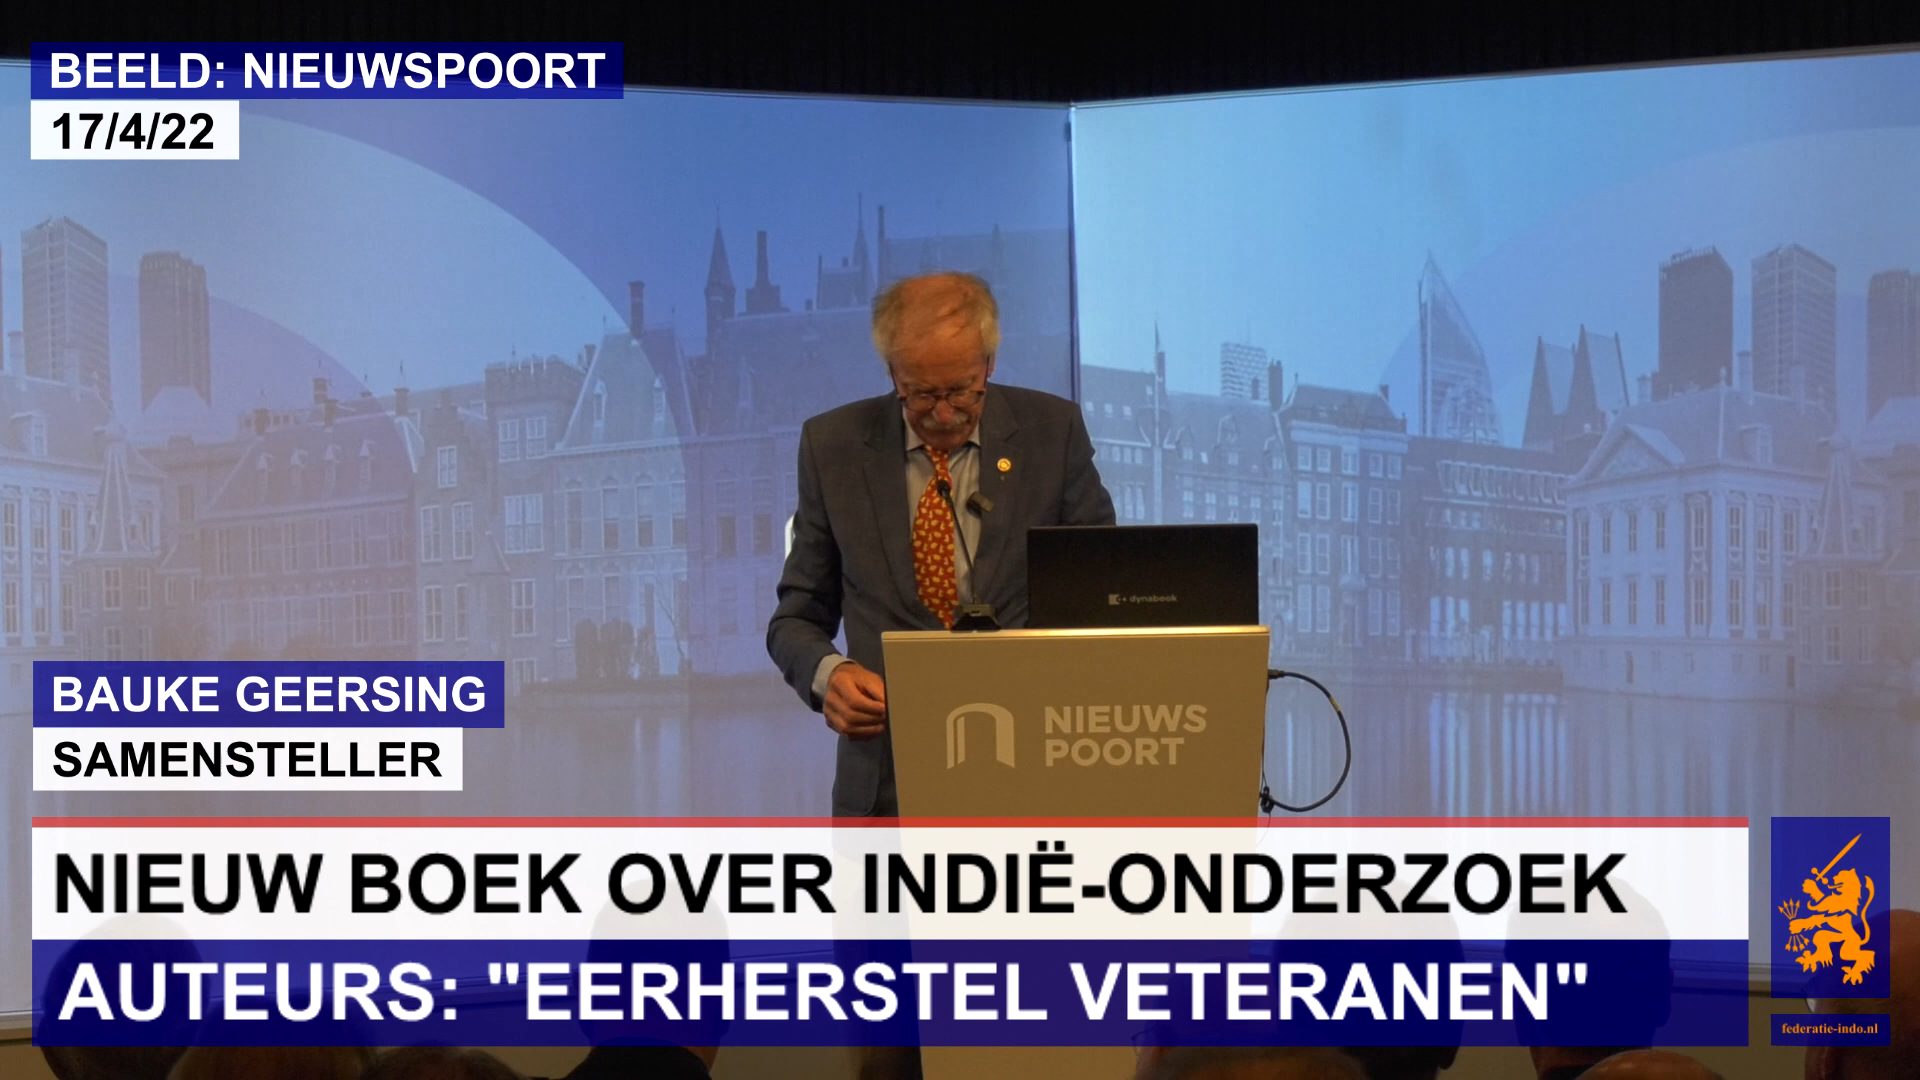 BEELD: NIEUWSPOORT
17/4/22
dynabook
BAUKE GEERSING
SAMENSTELLER
NIEUWS
POORT
NIEUW BOEK OVER INDIË-ONDERZOEK
AUTEURS: "EERHERSTEL VETERANEN"
federatie-indo.nl